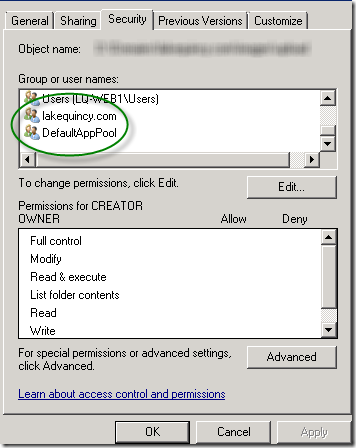 General Sharing Security Previous Versions Customize
Object name:
Group or user names:
Users (LQ-WEB1\Users)
lakequincy.com
DefaultAppPool
To change permissions, click Edit.
Edit...
Permissions for CREATOR
OWNER Allow Deny
Full control
Modify
Read & execute
List folder contents
Read
Write
For special permissions or advanced settings,
click Advanced.
Advanced
Learn about access control and permissions
OK Cancel Apply